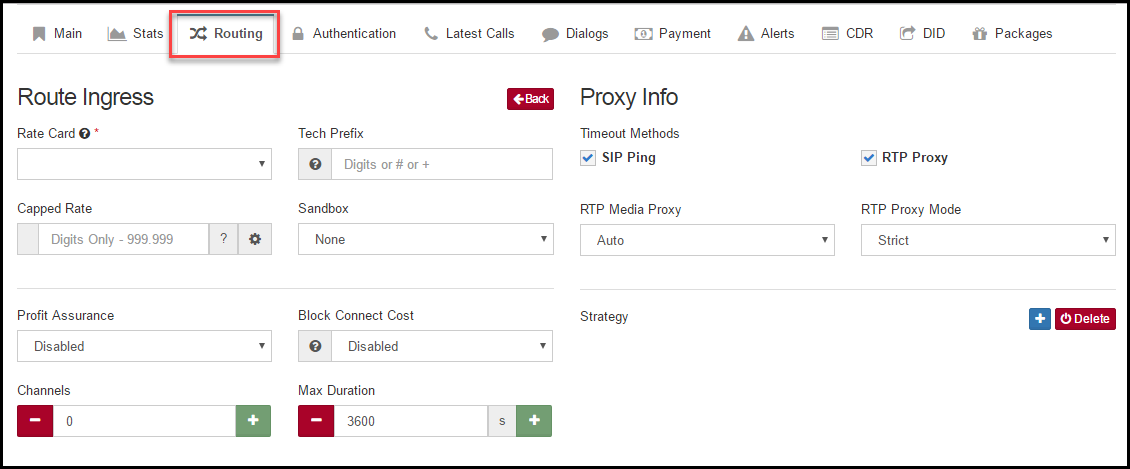 Main Stats Routing Authentication Latest Calls Dialogs Payment Alerts CDR DID Packages
Route Ingress Back
Rate Card ? * Tech Prefix
? Digits or # or +
Capped Rate Sandbox
Digits Only - 999.999 ? None
Profit Assurance Block Connect Cost
Disabled ? Disabled
Channels Max Duration
0 3600 s
Proxy Info
Timeout Methods
SIP Ping RTP Proxy
RTP Media Proxy RTP Proxy Mode
Auto Strict
Strategy Delete